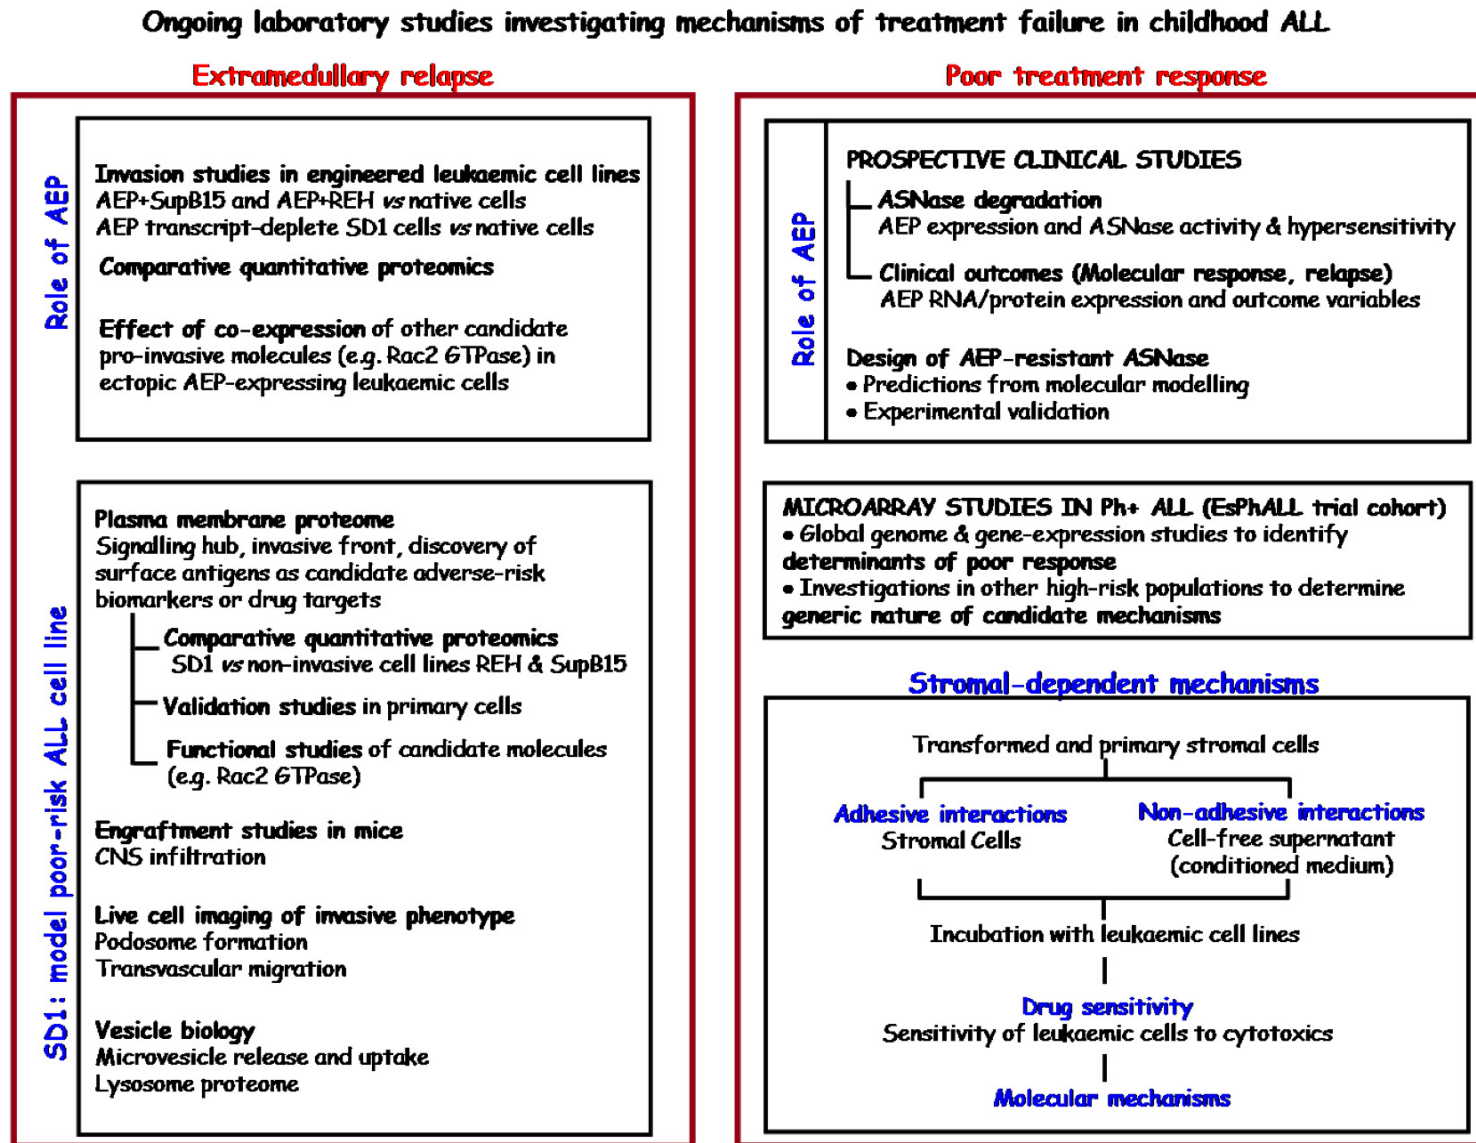 Ongoing laboratory studies investigating mechanisms of treatment failure in childhood ALL
Extramedullary relapse
Role of AEP
Invasion studies in engineered leukaemic cell lines
AEP+SupB15 and AEP+REH vs native cells
AEP transcript-deplete SD1 cells vs native cells
Comparative quantitative proteomics
Effect of co-expression of other candidate
pro-invasive molecules (e.g. Rac2 GTPase) in
ectopic AEP-expressing leukaemic cells
SD1: model poor-risk ALL cell line
Plasma membrane proteome
Signalling hub, invasive front, discovery of
surface antigens as candidate adverse-risk
biomarkers or drug targets
Comparative quantitative proteomics
SD1 vs non-invasive cell lines REH & SupB15
Validation studies in primary cells
Functional studies of candidate molecules
(e.g. Rac2 GTPase)
Engraftment studies in mice
CNS infiltration
Live cell imaging of invasive phenotype
Podosome formation
Transvascular migration
Vesicle biology
Microvesicle release and uptake
Lysosome proteome
Poor treatment response
Role of AEP
PROSPECTIVE CLINICAL STUDIES
ASNase degradation
AEP expression and ASNase activity & hypersensitivity
Clinical outcomes (Molecular response, relapse)
AEP RNA/protein expression and outcome variables
Design of AEP-resistant ASNase
• Predictions from molecular modelling
• Experimental validation
MICROARRAY STUDIES IN Ph+ ALL (EsPhALL trial cohort)
• Global genome & gene-expression studies to identify
determinants of poor response
• Investigations in other high-risk populations to determine
generic nature of candidate mechanisms
Stromal-dependent mechanisms
Transformed and primary stromal cells
Adhesive interactions
Stromal Cells
Non-adhesive interactions
Cell-free supernatant
(conditioned medium)
Incubation with leukaemic cell lines
Drug sensitivity
Sensitivity of leukaemic cells to cytotoxics
Molecular mechanisms